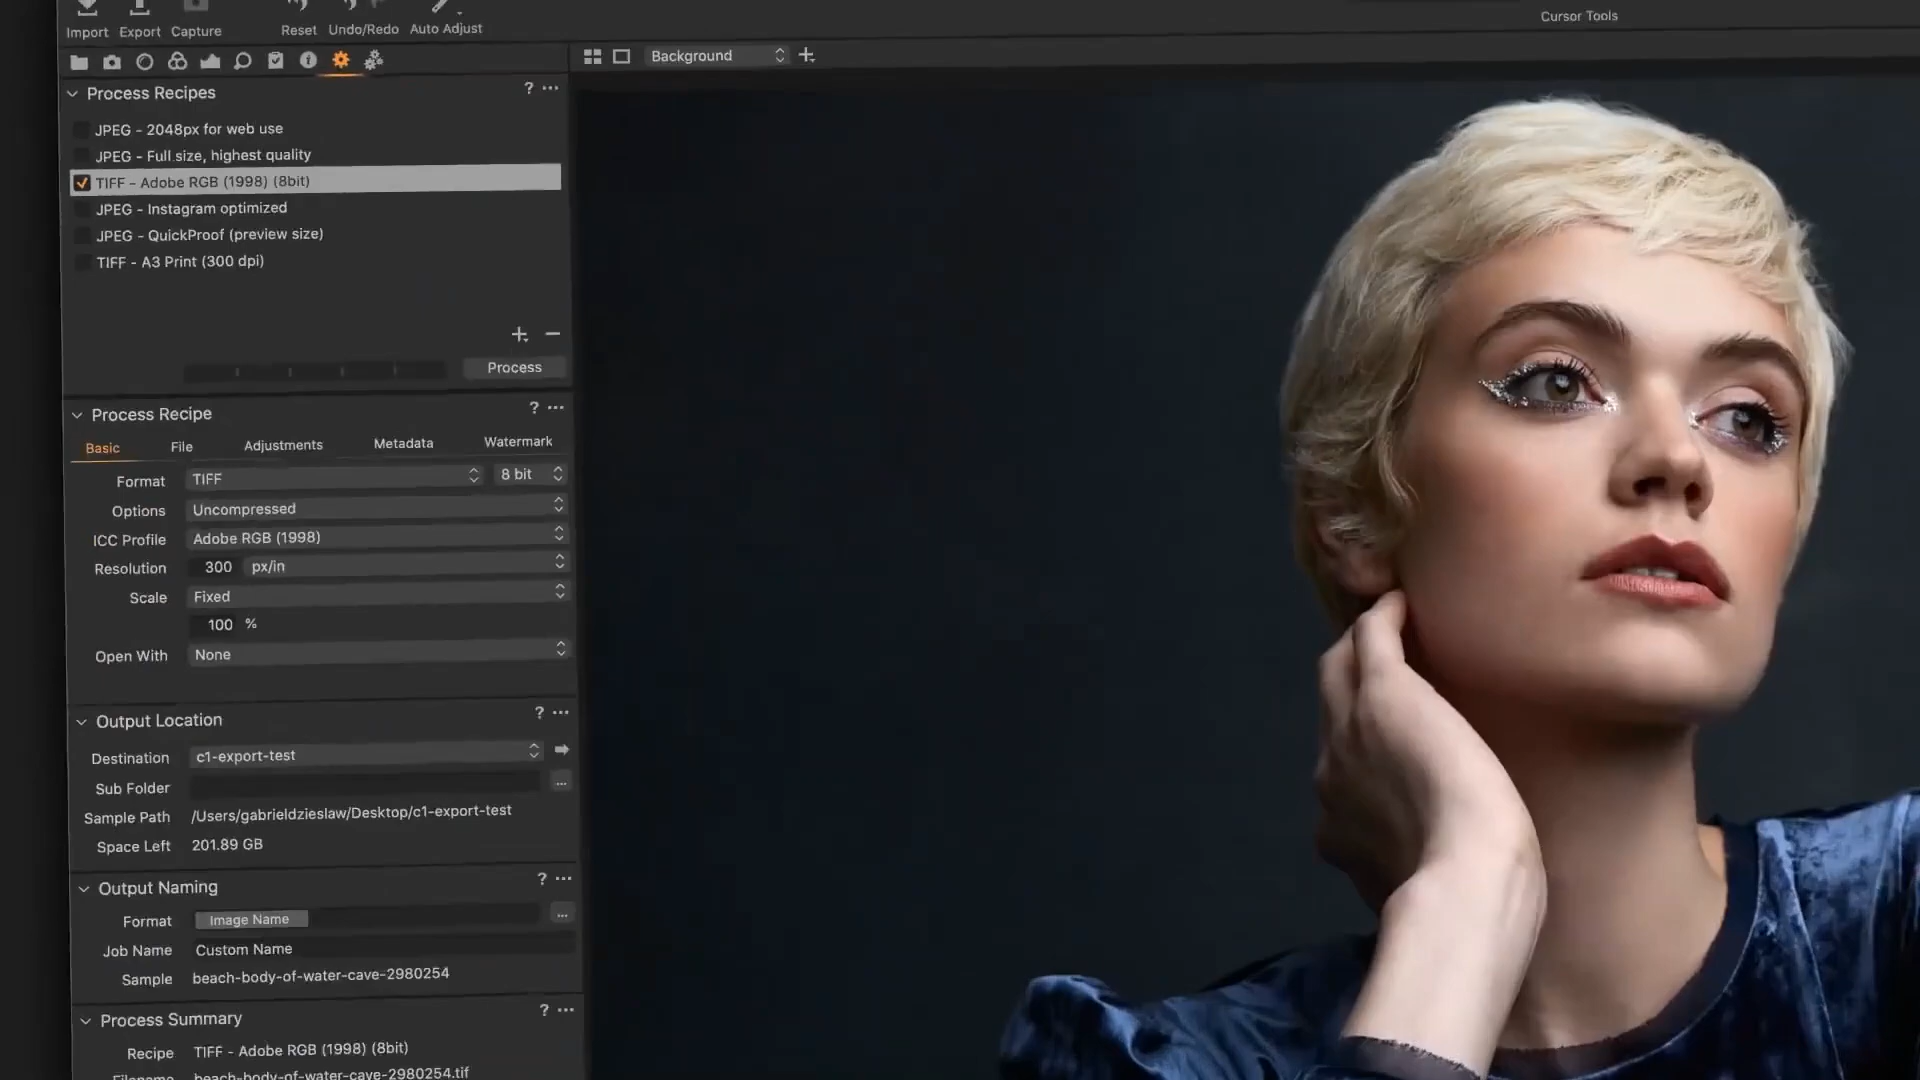 Cursor Tools
Import Export Capture Reset Undo/Redo Auto Adjust
Background
Process Recipes ? ...
JPEG - 2048px for web use
JPEG - Full size, highest quality
TIFF - Adobe RGB (1998) (8bit)
JPEG - Instagram optimized
JPEG - QuickProof (preview size)
TIFF - A3 Print (300 dpi)
Process
Process Recipe ? ...
Basic File Adjustments Metadata Watermark
Format TIFF 8 bit
Options Uncompressed
ICC Profile Adobe RGB (1998)
Resolution 300 px/in
Scale Fixed
100 %
Open With None
Output Location ? ...
Destination c1-export-test
Sub Folder ...
Sample Path /Users/gabrieldzieslaw/Desktop/c1-export-test
Space Left 201.89 GB
Output Naming ? ...
Format Image Name ...
Job Name Custom Name
Sample beach-body-of-water-cave-2980254
Process Summary ? ...
Recipe TIFF - Adobe RGB (1998) (8bit)
Filename beach-body-of-water-cave-2980254.tif